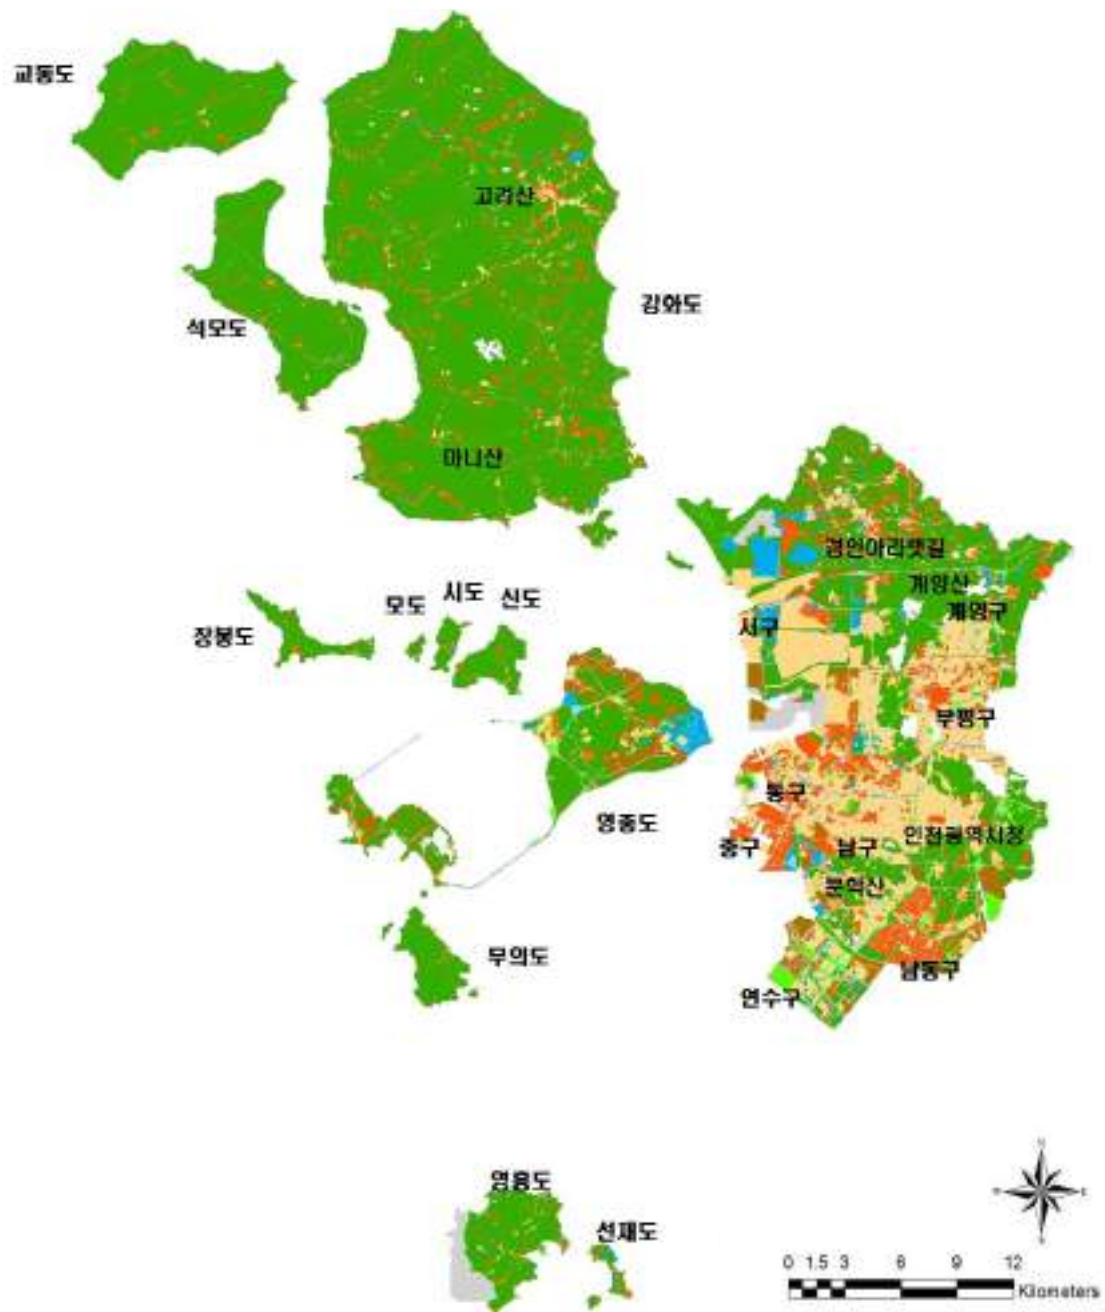 교동도
고려산
강화도
석모도
마니산
경인아라뱃길
계양산
계양구
서구
모도
시도
신도
장봉도
부평구
동구
영종도
중구
남구
인천광역시청
문학산
무의도
남동구
연수구
영흥도
선재도
N
W
E
S
0 1.5 3 6 9 12
Kilometers